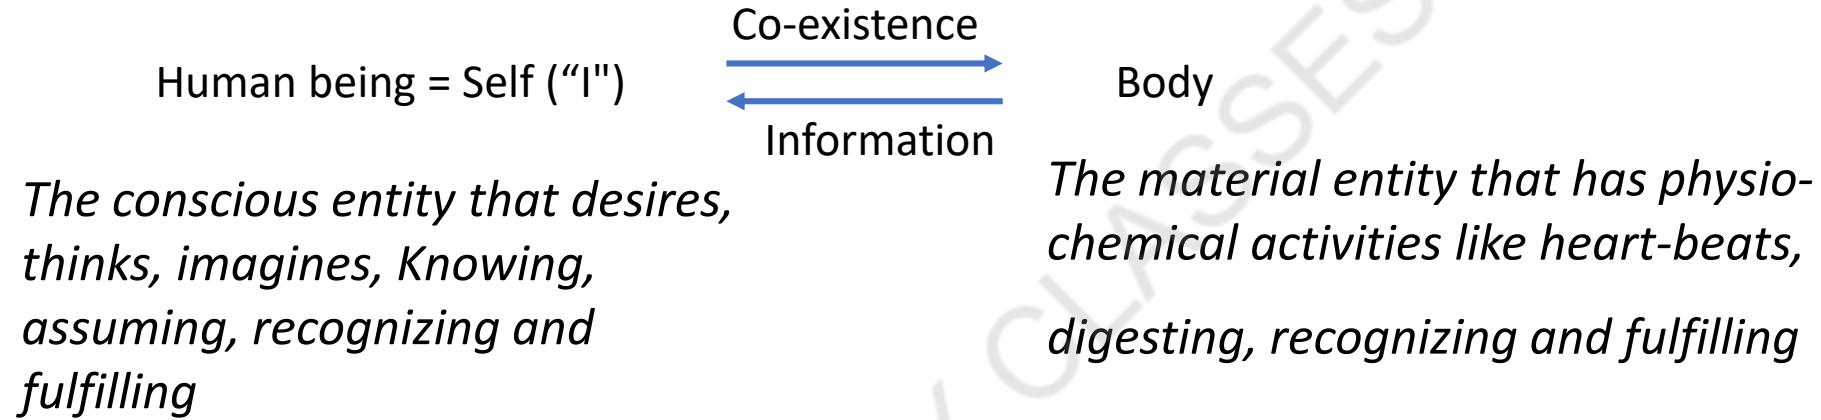 Co-existence
Human being = Self (“I")
Body
Information
The conscious entity that desires,
thinks, imagines, Knowing,
assuming, recognizing and
fulfilling
The material entity that has physio-
chemical activities like heart-beats,
digesting, recognizing and fulfilling
CLASSES